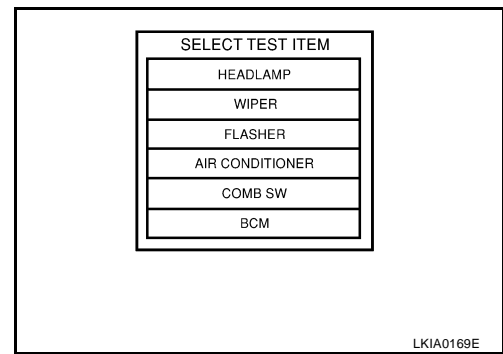 SELECT TEST ITEM
HEADLAMP
WIPER
FLASHER
AIR CONDITIONER
COMB SW
BCM
LKIA0169E